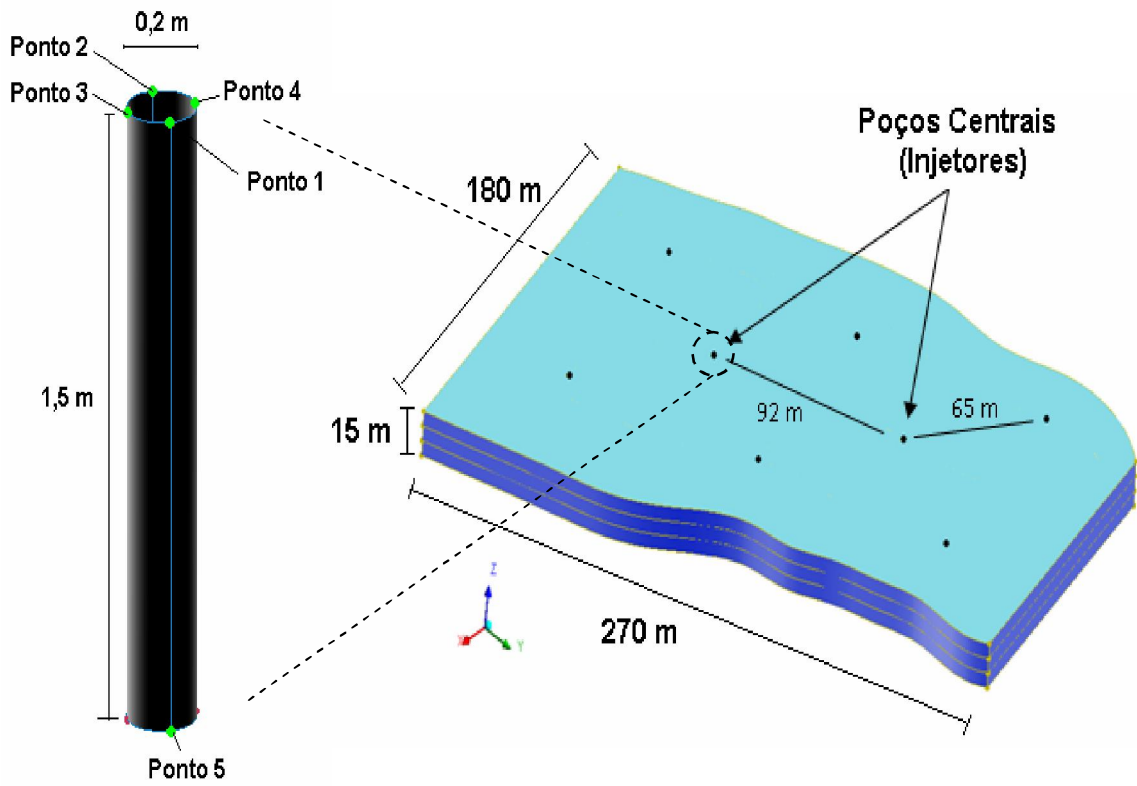 0,2 m
Ponto 2
Ponto 3
Ponto 4
Ponto 1
1,5 m
Ponto 5
Poços Centrais
(Injetores)
180 m
92 m
65 m
15 m
270 m
Z
X
Y